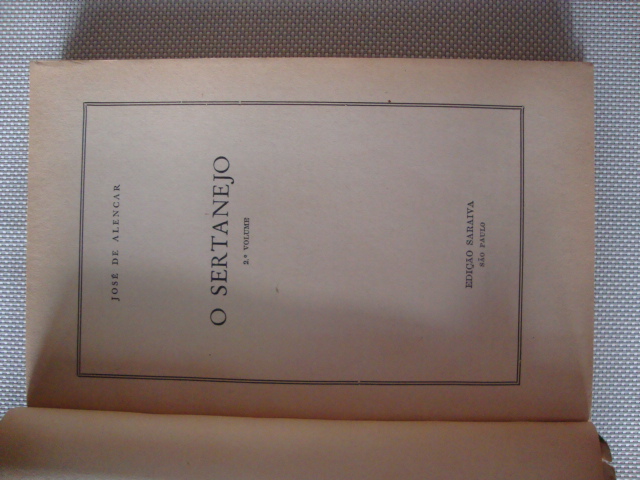 JOSÉ DE ALENCAR
O SERTANEJO
2.º VOLUME
EDIÇÃO SARAIVA
SÃO PAULO